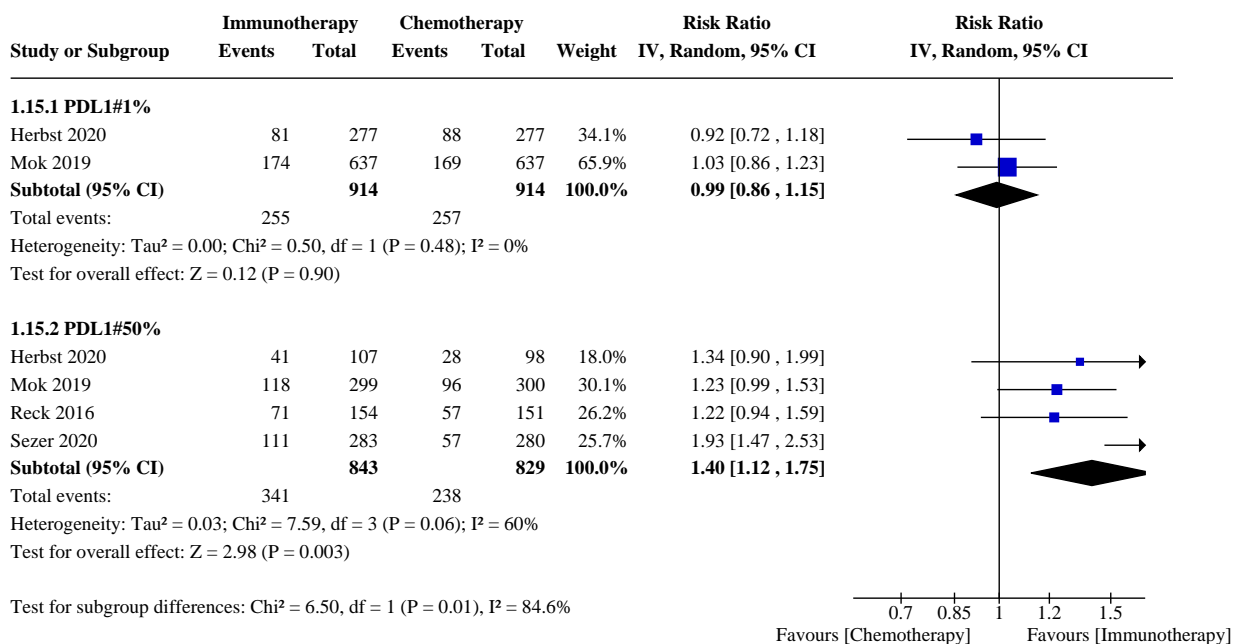 Immunotherapy Chemotherapy Risk Ratio Risk Ratio
Study or Subgroup Events Total Events Total Weight IV, Random, 95% CI IV, Random, 95% CI
1.15.1 PDL1#1%
Herbst 2020 81 277 88 277 34.1% 0.92 [0.72 , 1.18]
Mok 2019 174 637 169 637 65.9% 1.03 [0.86 , 1.23]
Subtotal (95% CI) 914 914 100.0% 0.99 [0.86 , 1.15]
Total events: 255 257
Heterogeneity: Tau² = 0.00; Chi² = 0.50, df = 1 (P = 0.48); I² = 0%
Test for overall effect: Z = 0.12 (P = 0.90)
1.15.2 PDL1#50%
Herbst 2020 41 107 28 98 18.0% 1.34 [0.90 , 1.99]
Mok 2019 118 299 96 300 30.1% 1.23 [0.99 , 1.53]
Reck 2016 71 154 57 151 26.2% 1.22 [0.94 , 1.59]
Sezer 2020 111 283 57 280 25.7% 1.93 [1.47 , 2.53]
Subtotal (95% CI) 843 829 100.0% 1.40 [1.12 , 1.75]
Total events: 341 238
Heterogeneity: Tau² = 0.03; Chi² = 7.59, df = 3 (P = 0.06); I² = 60%
Test for overall effect: Z = 2.98 (P = 0.003)
Test for subgroup differences: Chi² = 6.50, df = 1 (P = 0.01), I² = 84.6%
0.7 0.85 1 1.2 1.5
Favours [Chemotherapy] Favours [Immunotherapy]